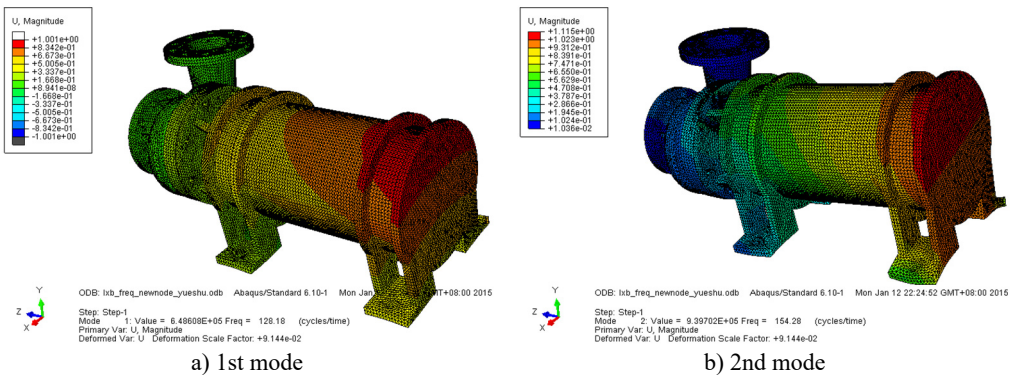 U, Magnitude
+1.001e+00
+8.342e-01
+6.673e-01
+5.005e-01
+3.337e-01
+1.668e-01
+8.941e-08
-1.668e-01
-3.337e-01
-5.005e-01
-6.673e-01
-8.342e-01
-1.001e+00
Y
Z
X
ODB: lxb_freq_newnode_yueshu.odb Abaqus/Standard 6.10-1 Mon Jan GMT+08:00 2015
Step: Step-1
Mode 1: Value = 6.48608E+05 Freq = 128.18 (cycles/time)
Primary Var: U, Magnitude
Deformed Var: U Deformation Scale Factor: +9.144e-02
a) 1st mode
U, Magnitude
+1.115e+00
+1.023e+00
+9.312e-01
+8.391e-01
+7.471e-01
+6.550e-01
+5.629e-01
+4.708e-01
+3.787e-01
+2.866e-01
+1.945e-01
+1.024e-01
+1.036e-02
Y
Z
X
ODB: lxb_freq_newnode_yueshu.odb Abaqus/Standard 6.10-1 Mon Jan 12 22:24:52 GMT+08:00 2015
Step: Step-1
Mode 2: Value = 9.39702E+05 Freq = 154.28 (cycles/time)
Primary Var: U, Magnitude
Deformed Var: U Deformation Scale Factor: +9.144e-02
b) 2nd mode